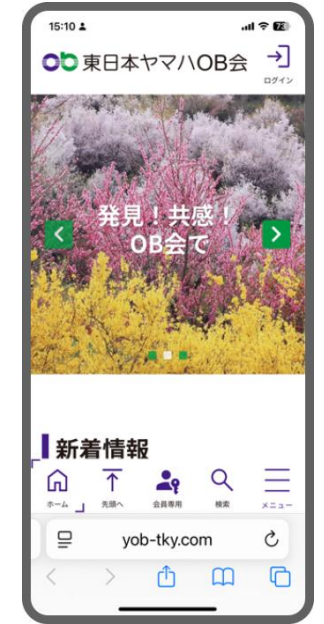 15:10
73
ob 東日本ヤマハOB会
ログイン
発見!共感!
OB会で
新着情報
ホーム
先頭へ
会員専用
検索
メニュー
yob-tky.com